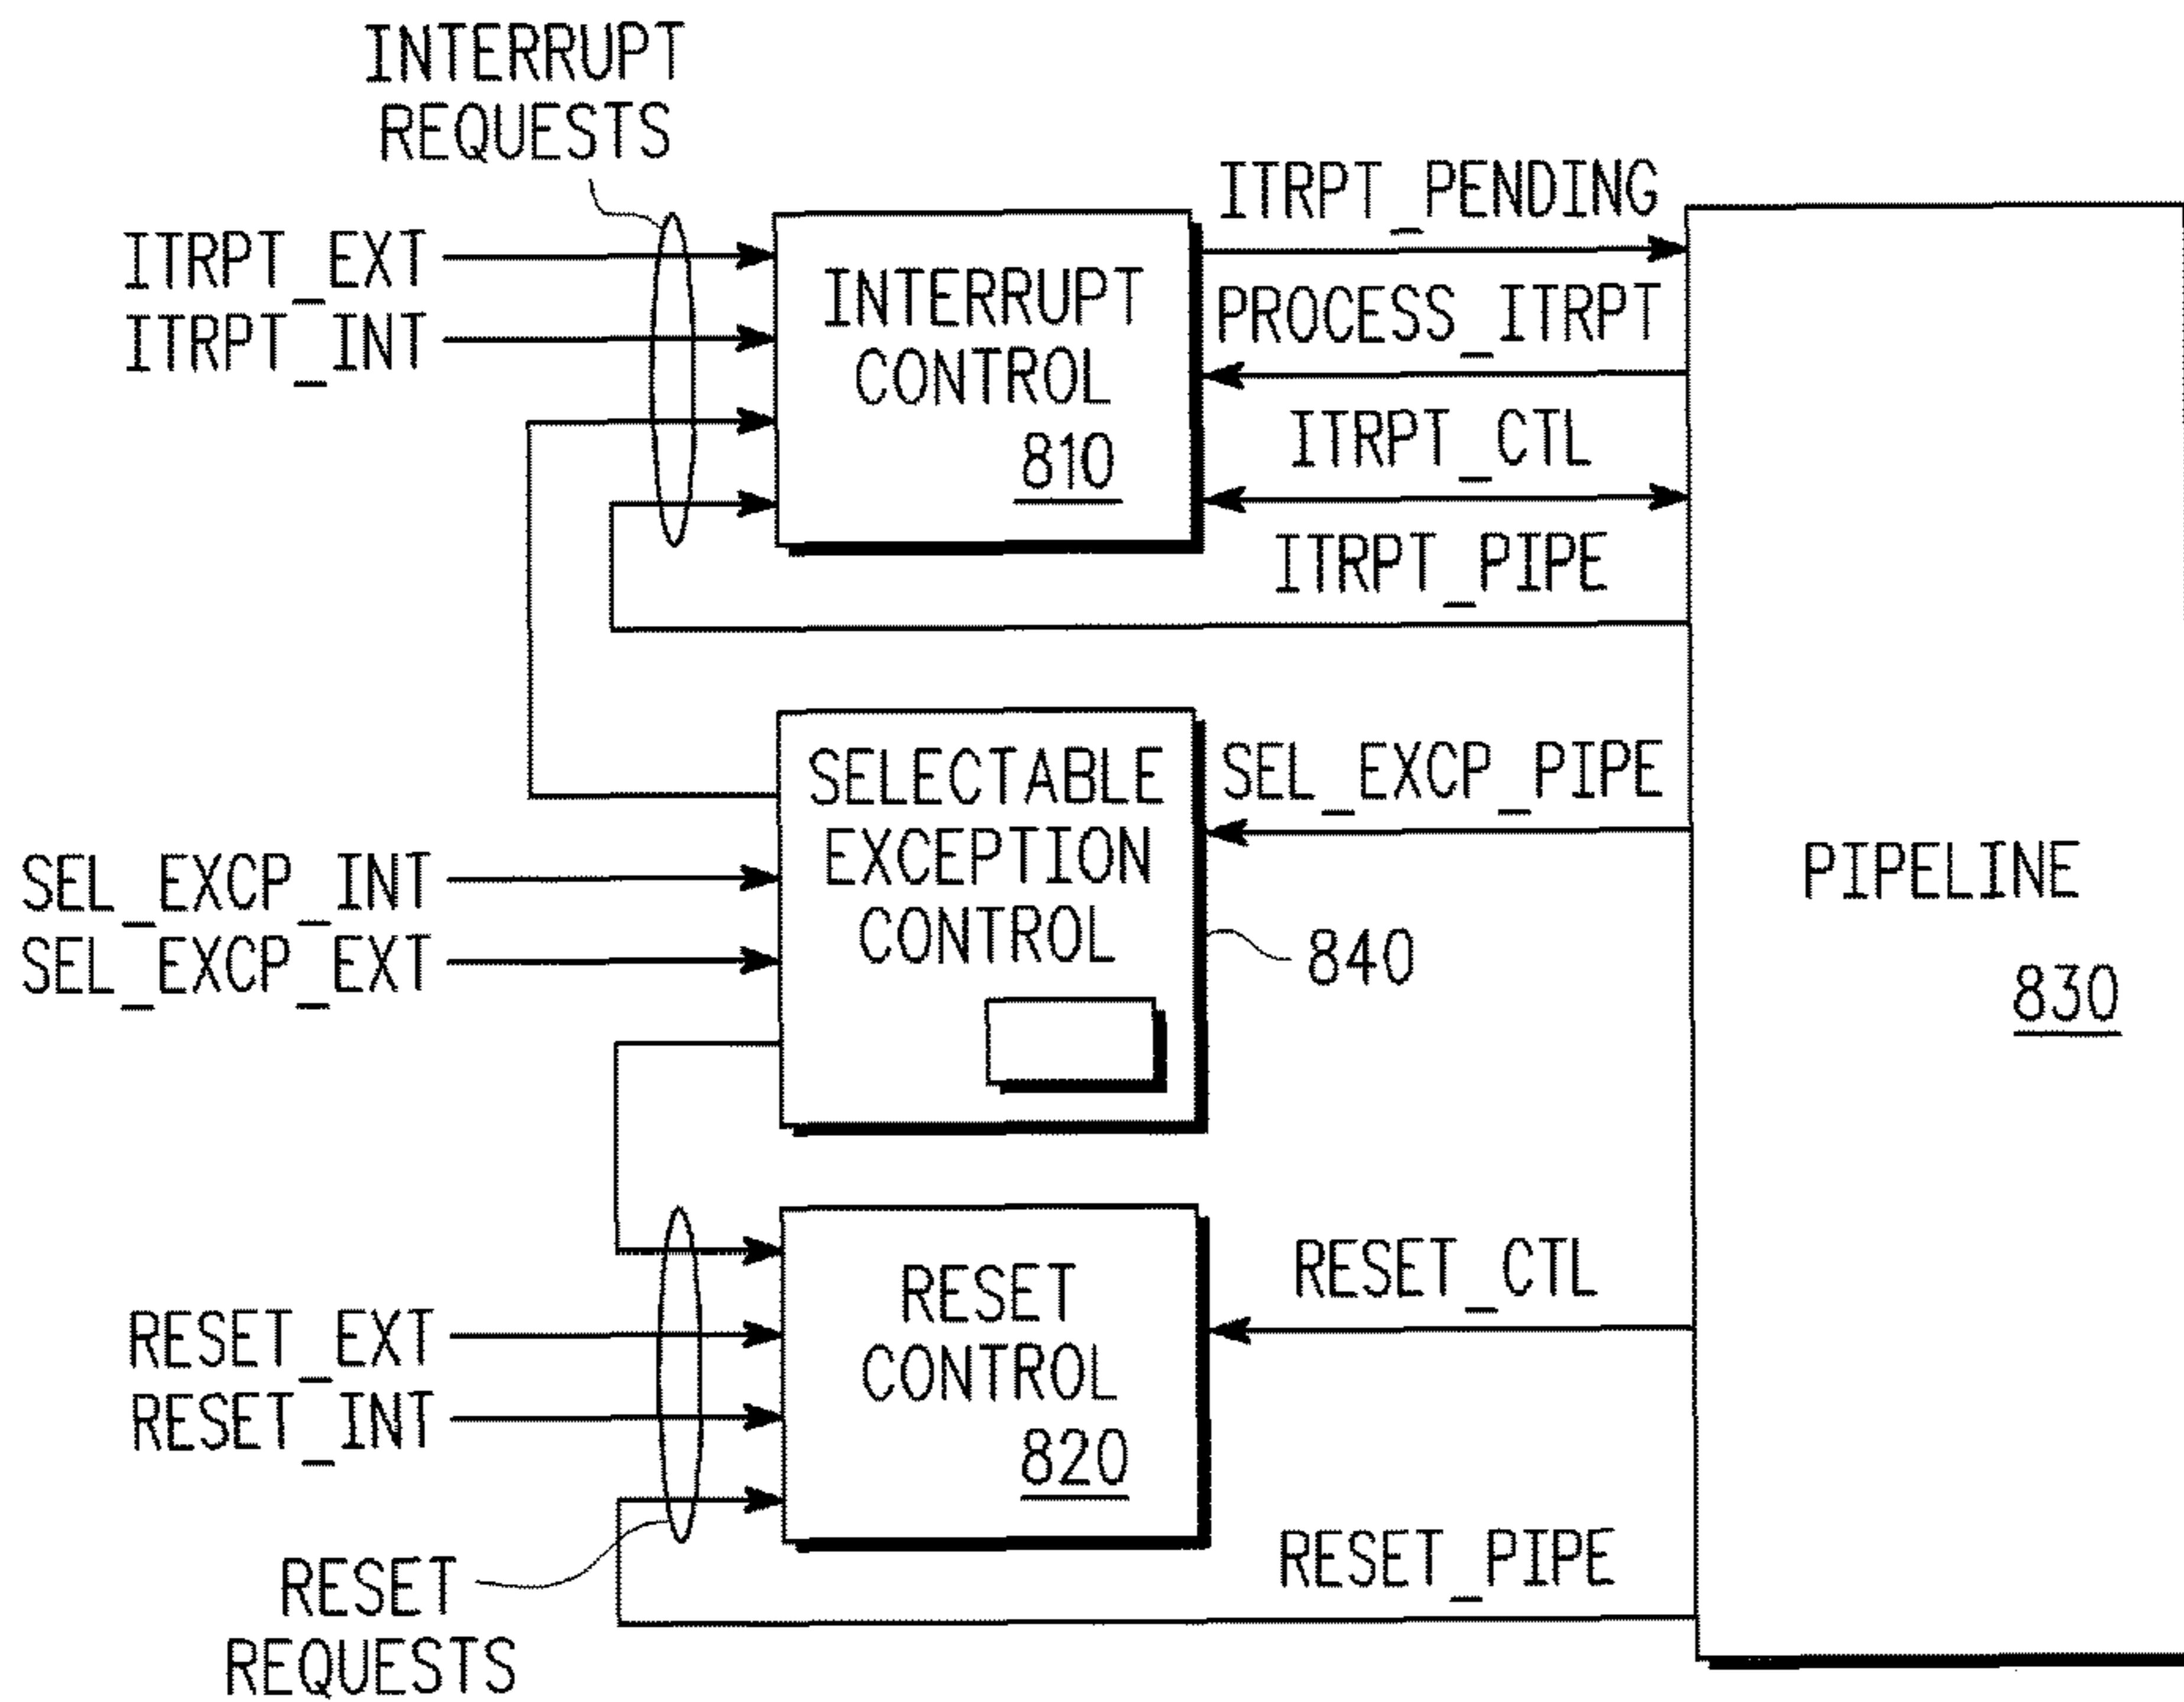 INTERRUPT
REQUESTS
ITRPT_EXT
ITRPT_INT
INTERRUPT
CONTROL
810
ITRPT_PENDING
PROCESS_ITRPT
ITRPT_CTL
ITRPT_PIPE
SELECTABLE
EXCEPTION
CONTROL
840
SEL_EXCP_PIPE
SEL_EXCP_INT
SEL_EXCP_EXT
PIPELINE
830
RESET
CONTROL
820
RESET_CTL
RESET_EXT
RESET_INT
RESET_PIPE
RESET
REQUESTS